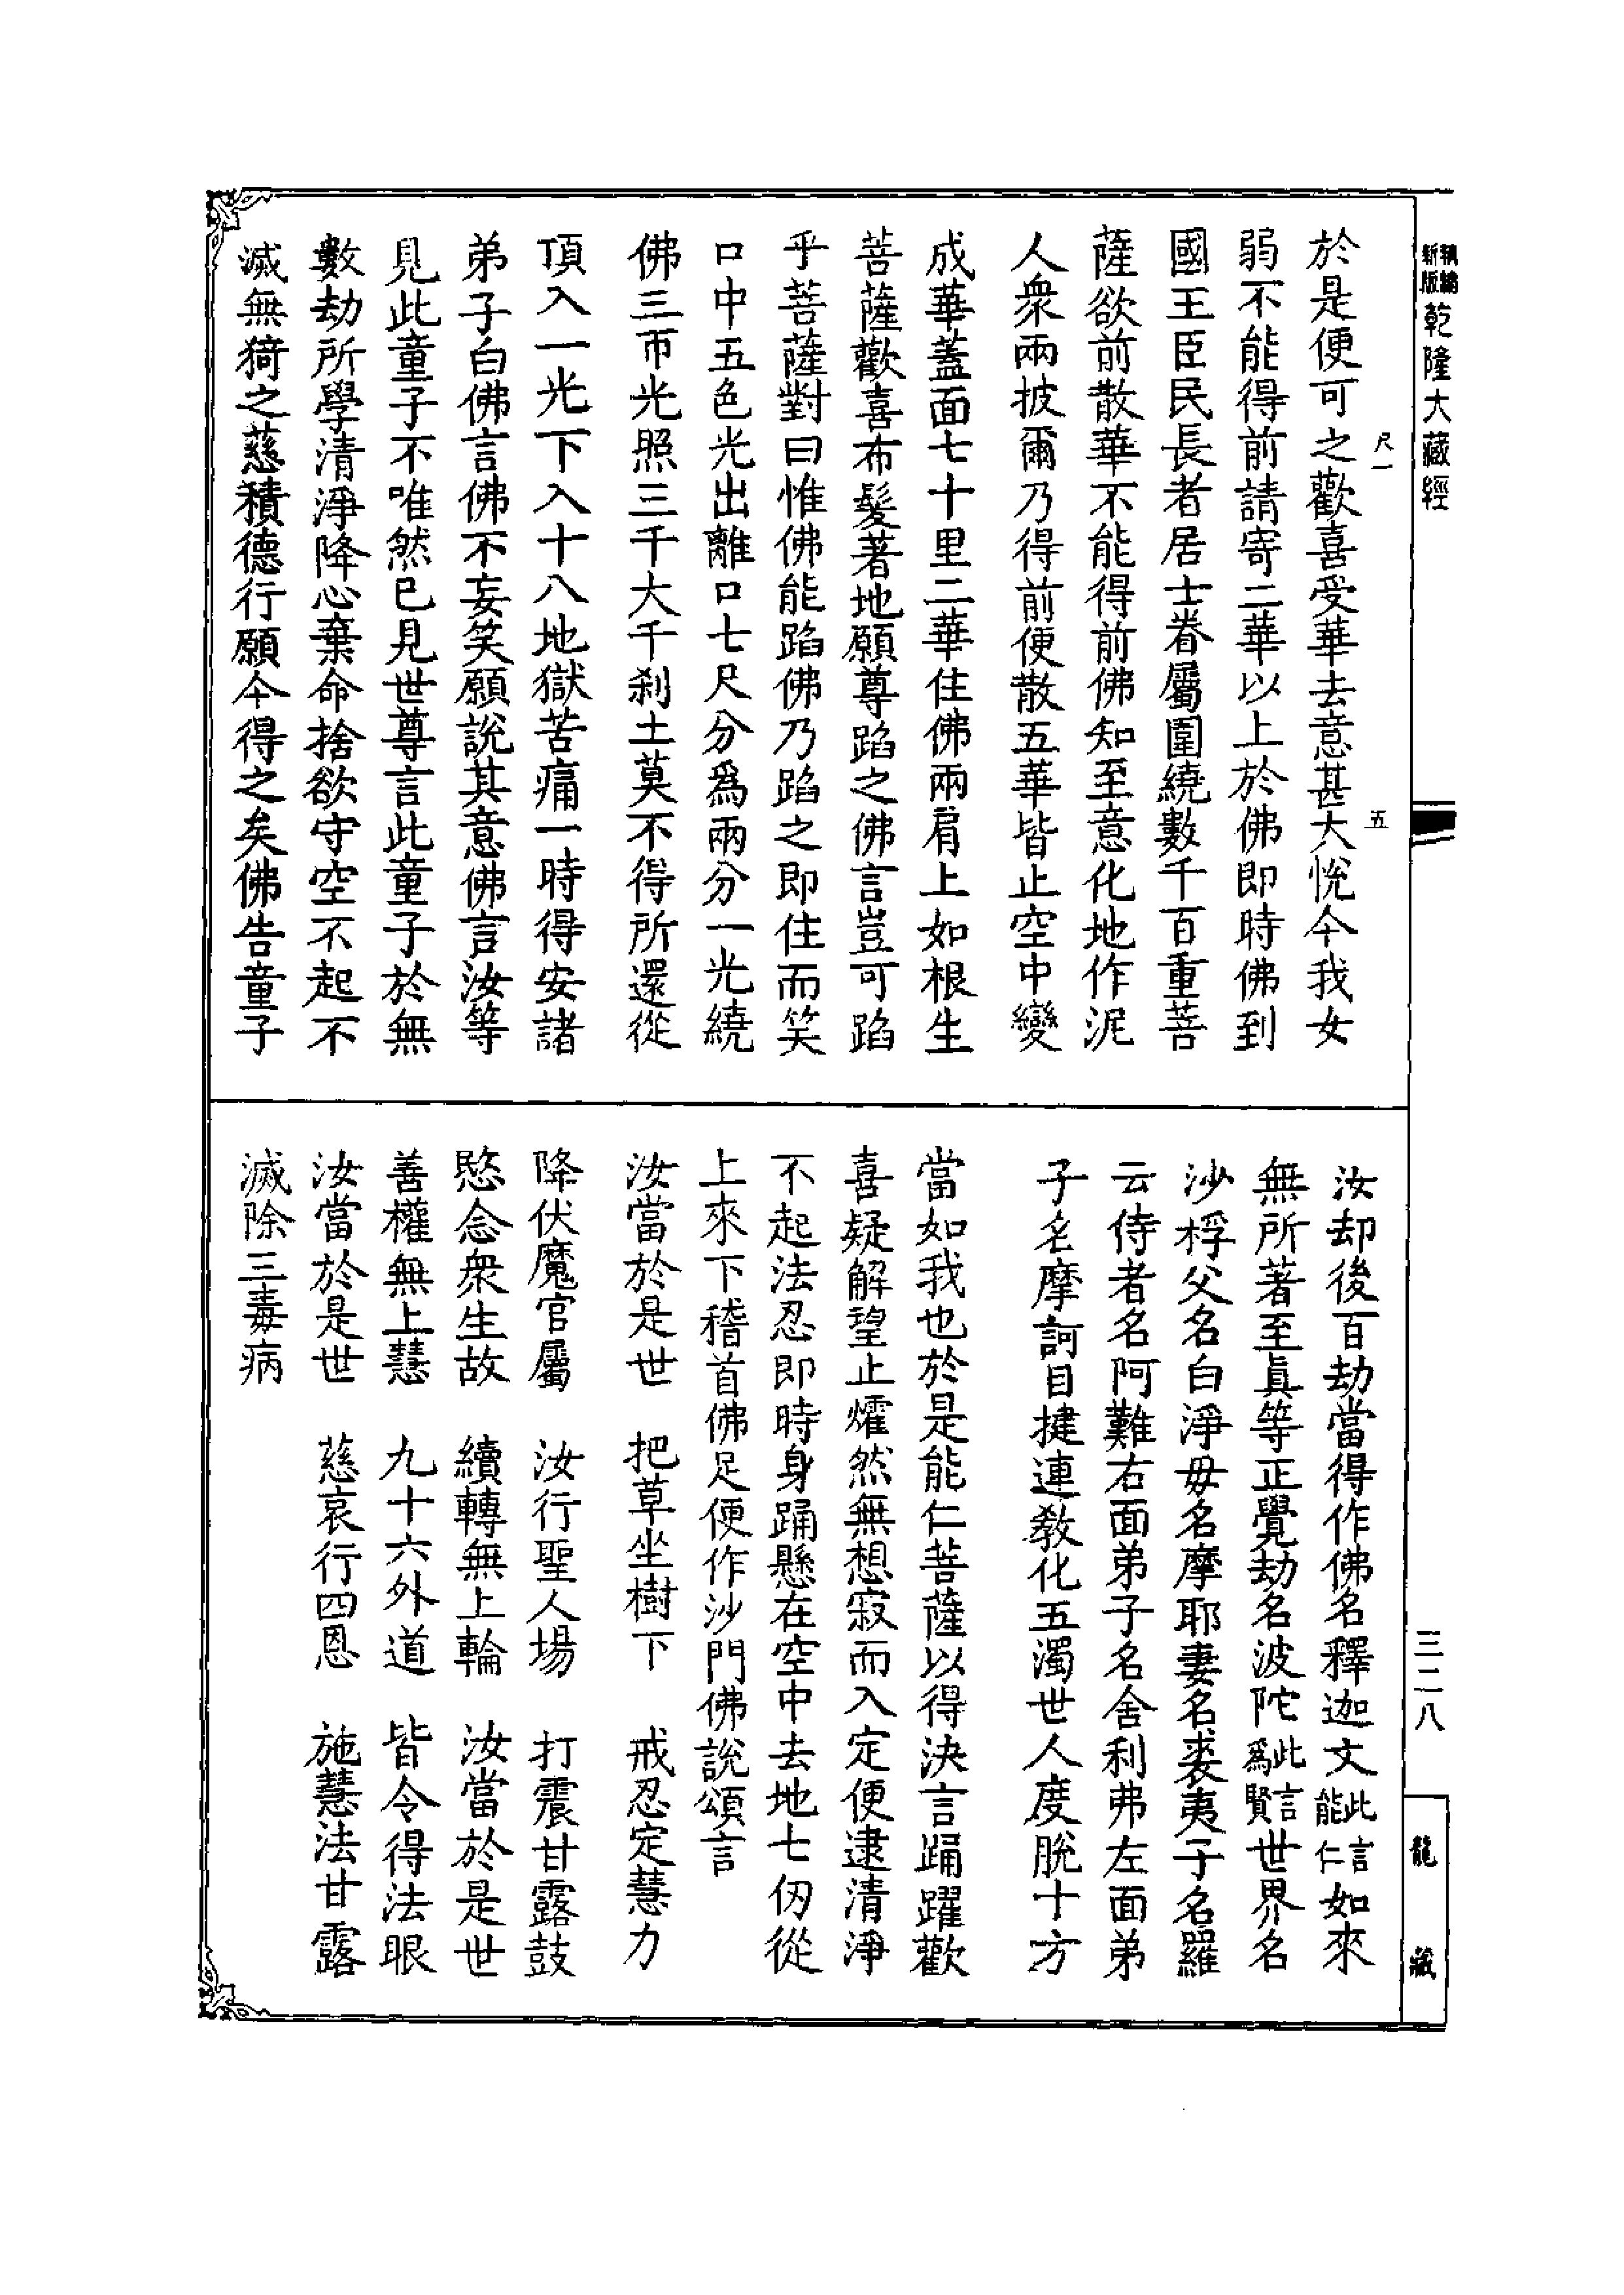 新版
乾隆大藏經
尺一
五
於是便可之歡喜受華去意甚大悅今我女
弱不能得前請寄二華以上於佛即時佛到
國王臣民長者居士眷屬圍繞數千百重菩
薩欲前散華不能得前佛知至意化地作泥
人衆兩披爾乃得前便散五華皆止空中變
成華蓋面七十里二華住佛兩肩上如根生
菩薩歡喜布髮著地願尊蹈之佛言豈可蹈
乎菩薩對曰惟佛能蹈佛乃蹈之即住而笑
口中五色光出離口七尺分爲兩分一光繞
佛三帀光照三千大千刹土莫不得所還從
頂入一光下入十八地獄苦痛一時得安諸
弟子白佛言佛不妄笑願說其意佛言汝等
見此童子不唯然已見世尊言此童子於無
數劫所學清淨降心棄命捨欲守空不起不
滅無猗之慈積德行願今得之矣佛告童子
汝却後百劫當得作佛名釋迦文此言能仁如來
無所著至眞等正覺劫名波陀此言爲賢世界名
沙桴父名白淨母名摩耶妻名裘夷子名羅
云侍者名阿難右面弟子名舍利弗左面弟
子名摩訶目揵連教化五濁世人度脫十方
當如我也於是能仁菩薩以得決言踊躍歡
喜疑解望止㸌然無想寂而入定便逮清淨
不起法忍即時身踊懸在空中去地七仞從
上來下稽首佛足便作沙門佛說頌言
汝當於是世　把草坐樹下　戒忍定慧力
降伏魔官屬　汝行聖人場　打震甘露鼓
愍念衆生故　續轉無上輪　汝當於是世
善權無上慧　九十六外道　皆令得法眼
汝當於是世　慈哀行四恩　施慧法甘露
滅除三毒病
三二八
龍藏